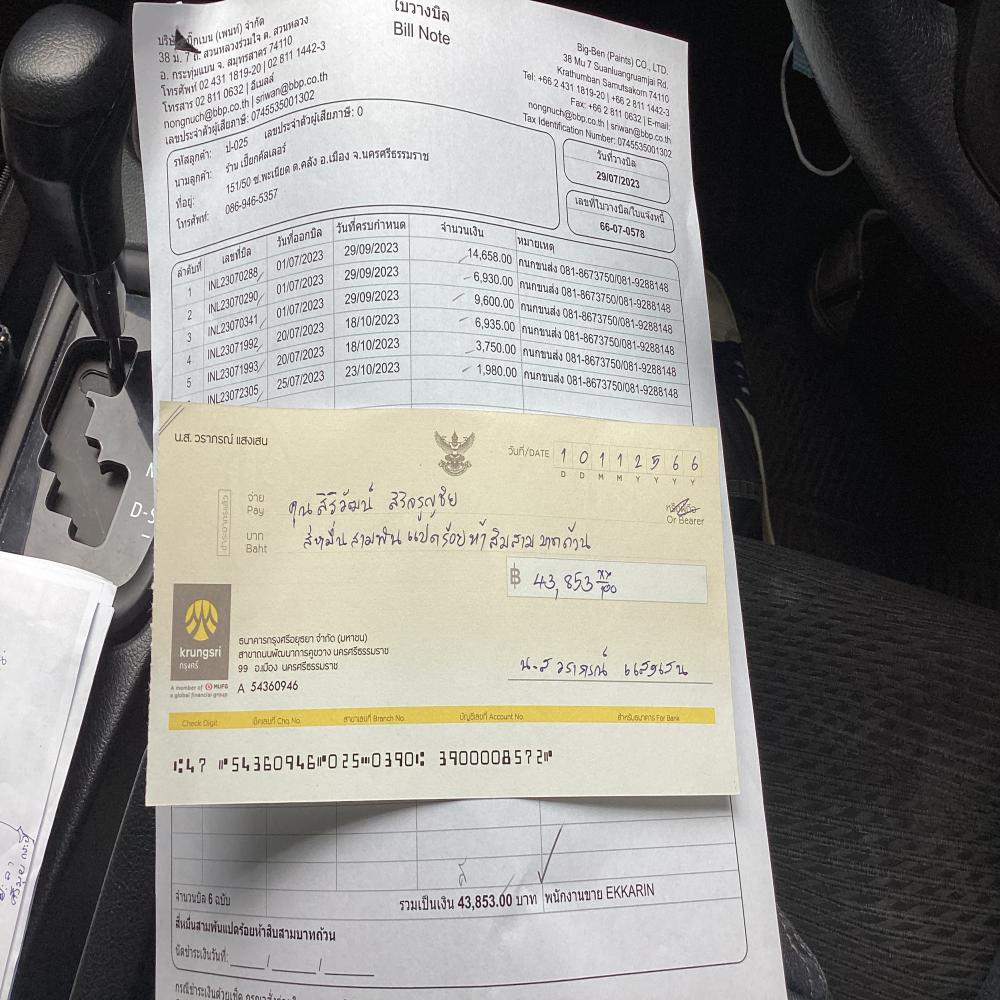 ใบวางบิล
Bill Note
บริษัท บิ๊กเบน (เพนท์) จำกัด
38 ม. 7 ถ. สวนหลวงร่วมใจ ต. สวนหลวง
อ. กระทุ่มแบน จ. สมุทรสาคร 74110
โทรศัพท์ 02 431 1819-20 | 02 811 1442-3
โทรสาร 02 811 0632 | อีเมลล์
nongnuch@bbp.co.th | sriwan@bbp.co.th
เลขประจำตัวผู้เสียภาษี: 0745535001302
Big-Ben (Paints) CO., LTD.
38 Mu 7 Suanluangruamjai Rd.
Krathumban Samutsakorn 74110
Tel: +66 2 431 1819-20 | +66 2 811 1442-3
Fax: +66 2 811 0632 | E-mail:
nongnuch@bbp.co.th | sriwan@bbp.co.th
Tax Identification Number: 0745535001302
รหัสลูกค้า: ป-025 เลขประจำตัวผู้เสียภาษี: 0
นามลูกค้า: ร้าน เปี๊ยกคัลเลอร์
ที่อยู่: 151/50 ซ.พะเนียด ต.คลัง อ.เมือง จ.นครศรีธรรมราช
โทรศัพท์: 086-946-5357
วันที่วางบิล
29/07/2023
เลขที่ใบวางบิล/ใบแจ้งหนี้
66-07-0578
ลำดับที่ เลขที่บิล วันที่ออกบิล วันที่ครบกำหนด จำนวนเงิน หมายเหตุ
1 INL23070288 01/07/2023 29/09/2023 14,658.00 กนกขนส่ง 081-8673750/081-9288148
2 INL23070290 01/07/2023 29/09/2023 6,930.00 กนกขนส่ง 081-8673750/081-9288148
3 INL23070341 01/07/2023 29/09/2023 9,600.00 กนกขนส่ง 081-8673750/081-9288148
4 INL23071992 20/07/2023 18/10/2023 6,935.00 กนกขนส่ง 081-8673750/081-9288148
5 INL23071993 20/07/2023 18/10/2023 3,750.00 กนกขนส่ง 081-8673750/081-9288148
INL23072305 25/07/2023 23/10/2023 1,980.00 กนกขนส่ง 081-8673750/081-9288148
น.ส. วราภรณ์ แสงเสน
วันที่/DATE 10112566
D D M M Y Y Y Y
จ่าย
Pay
คุณสิริวัฒน์
หรือผู้ถือ
Or Bearer
บาท
Baht
สี่หมื่นสามพันแปดร้อยห้าสิบสามบาทถ้วน
฿ 43,853 xx/100
krungsri
กรุงศรี
A member of MUFG
a global financial group
ธนาคารกรุงศรีอยุธยา จำกัด (มหาชน)
สาขาถนนพัฒนาการคูขวาง นครศรีธรรมราช
99 อ.เมือง นครศรีธรรมราช
A 54360946
น.ส วราภรณ์ แสงเสน
Check Digit เช็คเลขที่ Chq.No. สาขาเลขที่ Branch No. บัญชีเลขที่ Account No. สำหรับธนาคาร For Bank
⑆47 ⑈54360946⑈025⑉0390⑆ 3900008572⑈
จำนวนบิล 6 ฉบับ รวมเป็นเงิน 43,853.00 บาท พนักงานขาย EKKARIN
สี่หมื่นสามพันแปดร้อยห้าสิบสามบาทถ้วน
นัดชำระเงินวันที่: ____/____/____
D-S